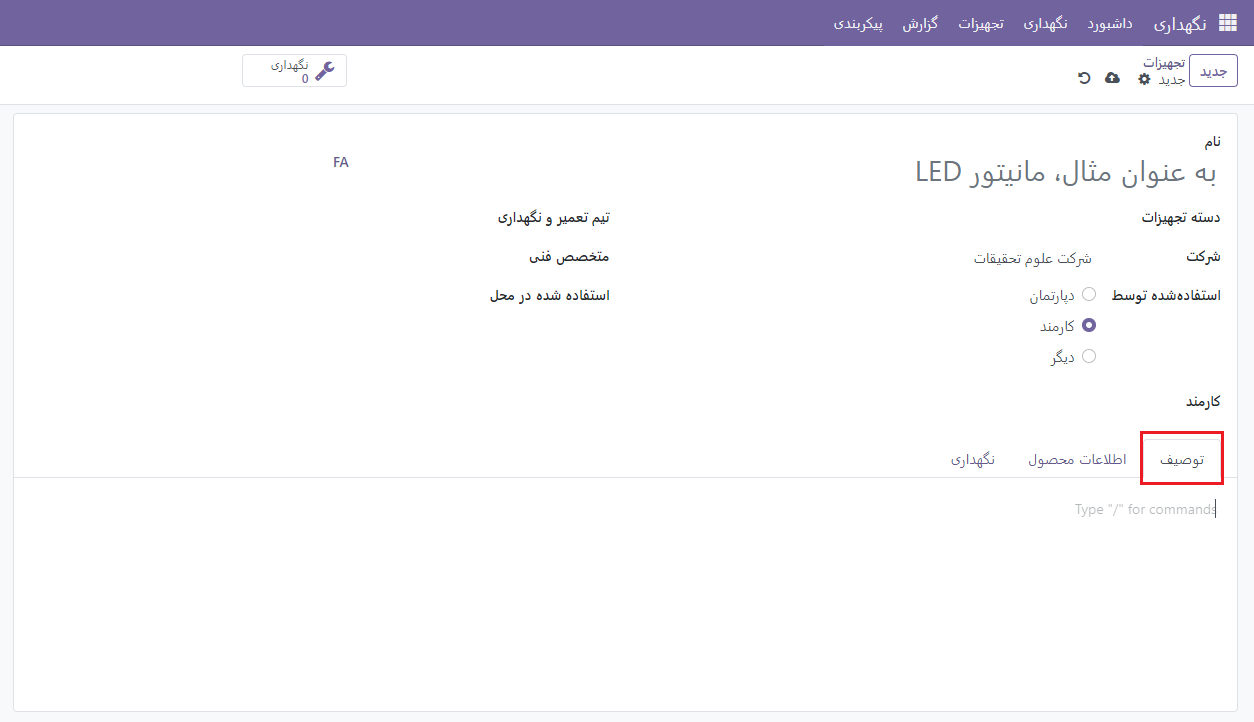 نگهداری داشبورد نگهداری تجهیزات گزارش پیکربندی
جدید
تجهیزات
جدید
نگهداری
0
نام
به عنوان مثال، مانیتور LED
FA
دسته تجهیزات
شرکت شرکت علوم تحقیقات
استفاده‌شده توسط دپارتمان
کارمند
دیگر
کارمند
تیم تعمیر و نگهداری
متخصص فنی
استفاده شده در محل
توصیف اطلاعات محصول نگهداری
Type "/" for commands